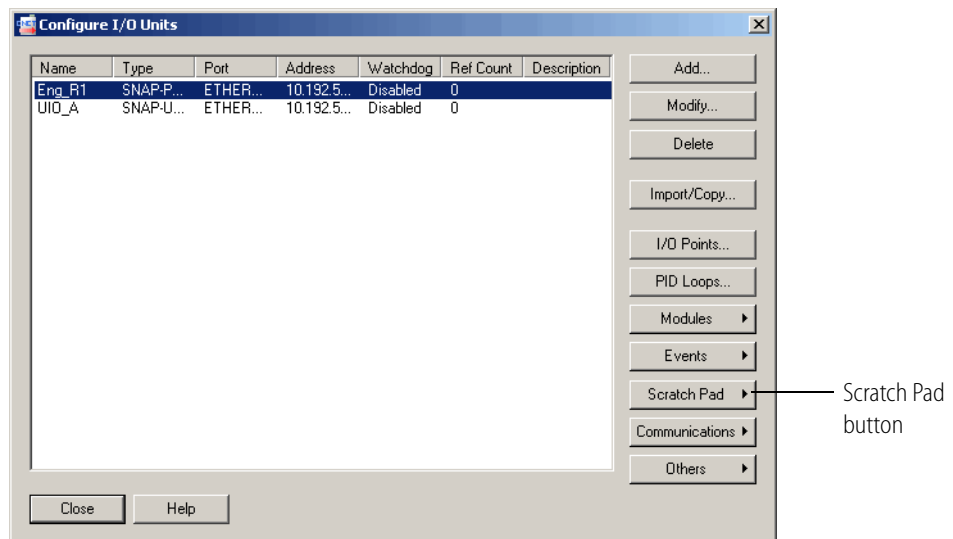 Configure I/O Units
Name Type Port Address Watchdog Ref Count Description
Eng_R1 SNAP-P... ETHER... 10.192.5... Disabled 0
UIO_A SNAP-U... ETHER... 10.192.5... Disabled 0
Add...
Modify...
Delete
Import/Copy...
I/O Points...
PID Loops...
Modules
Events
Scratch Pad
Communications
Others
Scratch Pad
button
Close Help